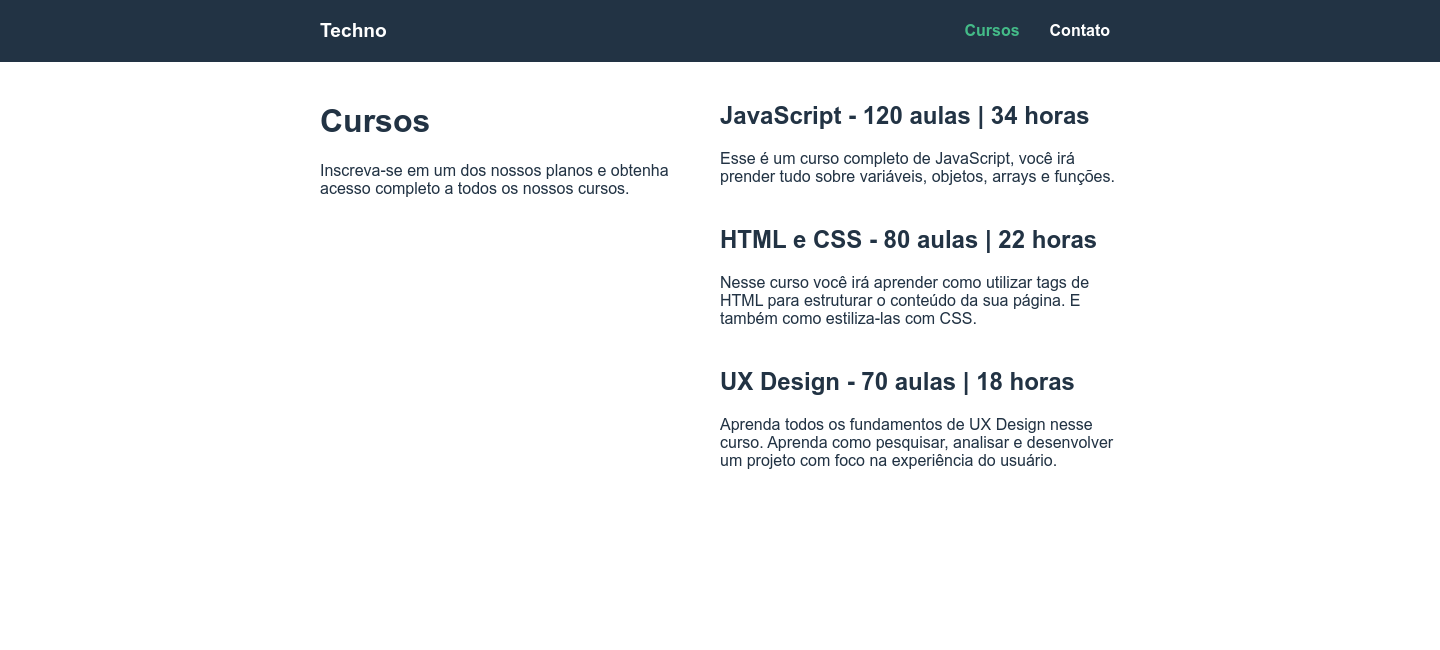 Techno
Cursos
Contato
Cursos
Inscreva-se em um dos nossos planos e obtenha
acesso completo a todos os nossos cursos.
JavaScript - 120 aulas | 34 horas
Esse é um curso completo de JavaScript, você irá
prender tudo sobre variáveis, objetos, arrays e funções.
HTML e CSS - 80 aulas | 22 horas
Nesse curso você irá aprender como utilizar tags de
HTML para estruturar o conteúdo da sua página. E
também como estiliza-las com CSS.
UX Design - 70 aulas | 18 horas
Aprenda todos os fundamentos de UX Design nesse
curso. Aprenda como pesquisar, analisar e desenvolver
um projeto com foco na experiência do usuário.